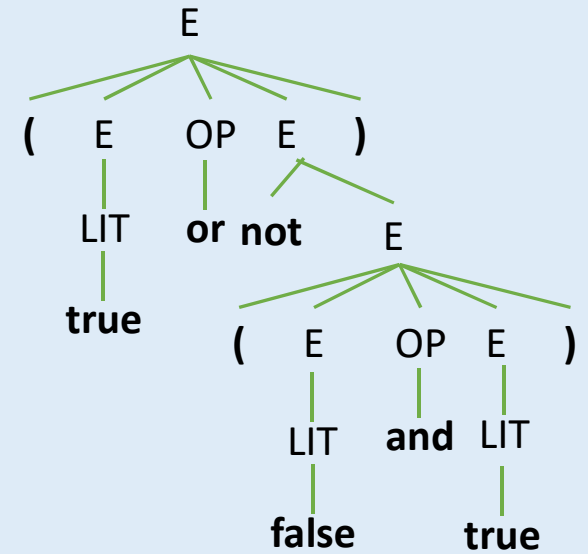 E
( E OP E )
LIT or not E
true
( E OP E )
LIT and LIT
false true